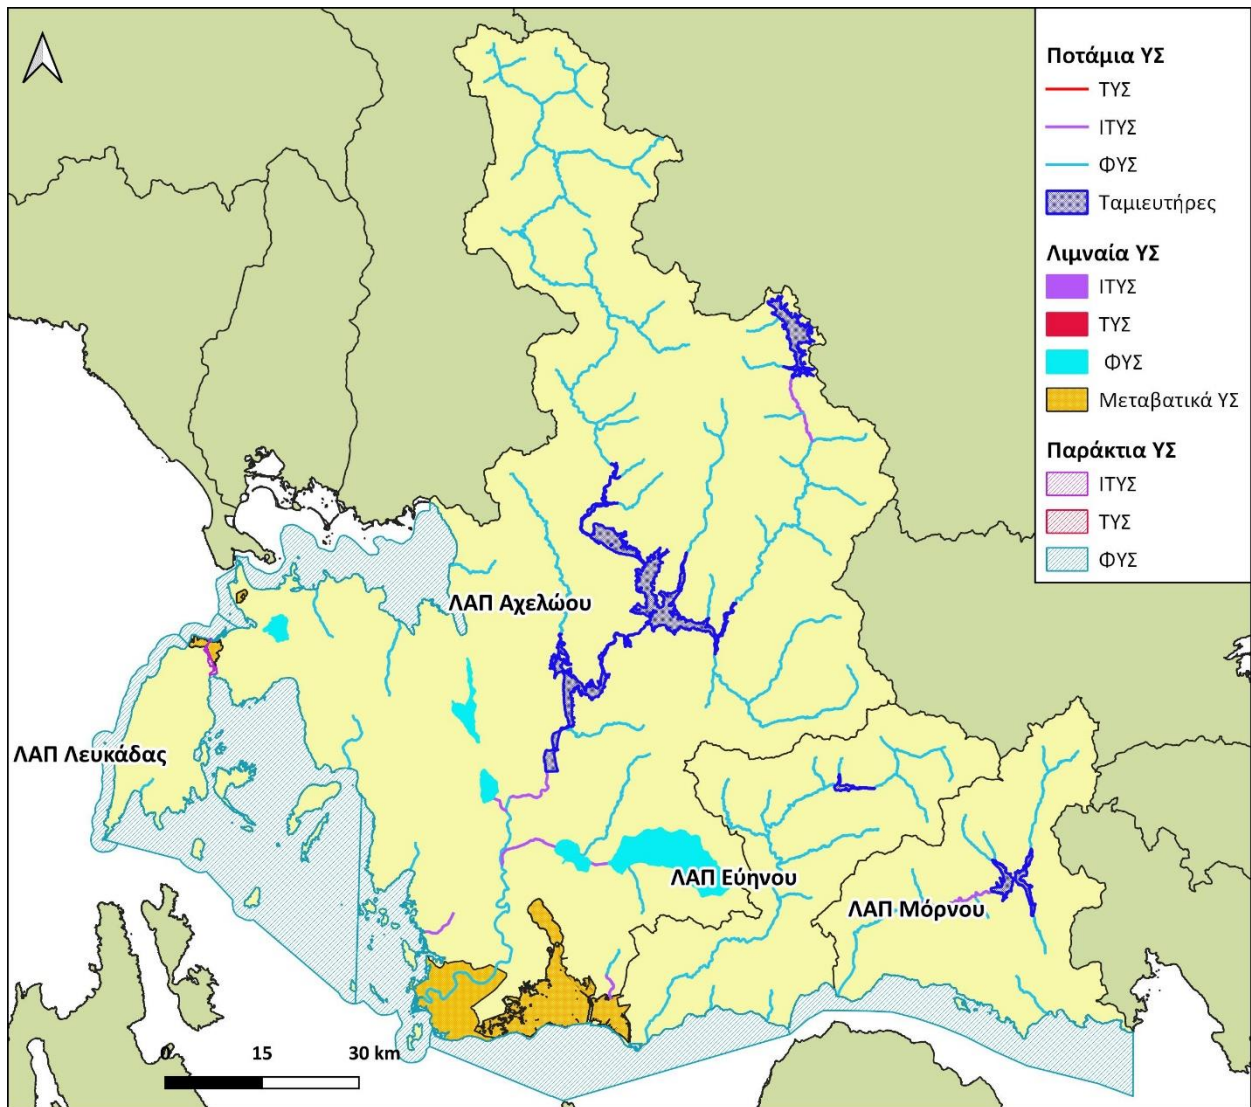 Ποτάμια ΥΣ
ΤΥΣ
ΙΤΥΣ
ΦΥΣ
Ταμιευτήρες
Λιμναία ΥΣ
ΙΤΥΣ
ΤΥΣ
ΦΥΣ
Μεταβατικά ΥΣ
Παράκτια ΥΣ
ΙΤΥΣ
ΤΥΣ
ΦΥΣ
ΛΑΠ Αχελώου
ΛΑΠ Λευκάδας
ΛΑΠ Εύηνου
ΛΑΠ Μόρνου
0 15 30 km